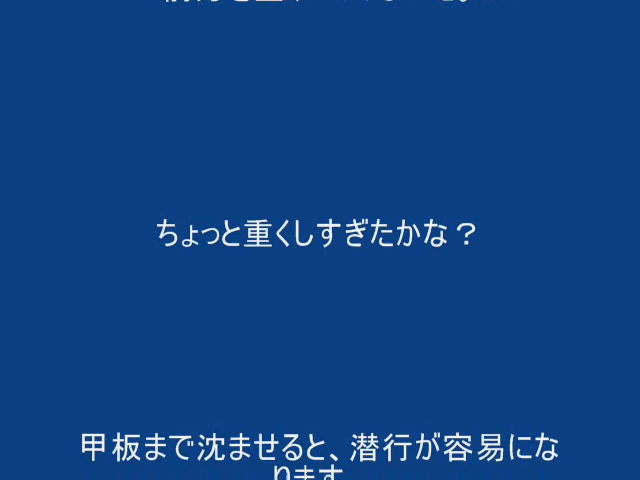 ちょっと重くしすぎたかな？
甲板まで沈ませると、潜行が容易にな
ります